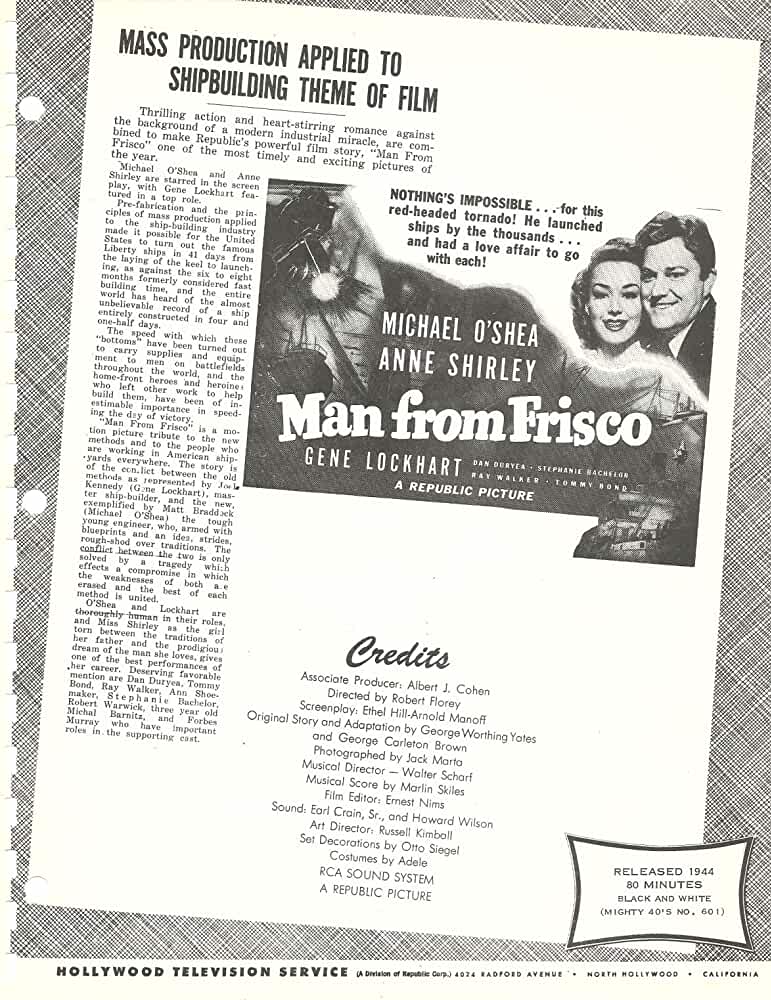 MASS PRODUCTION APPLIED TO
SHIPBUILDING THEME OF FILM
Thrilling action and heart-stirring romance against
the background of a modern industrial miracle, are com-
bined to make Republic's powerful film story, "Man From
Frisco" one of the most timely and exciting pictures of
the year.
Michael O'Shea and Anne
Shirley are starred in the screen
play, with Gene Lockhart fea-
tured in a top role.
Pre-fabrication and the prin-
ciples of mass production applied
to the ship-building industry
made it possible for the United
States to turn out the famous
Liberty ships in 41 days from
the laying of the keel to launch-
ing, as against the six to eight
months formerly considered fast
building time, and the entire
world has heard of the almost
unbelievable record of a ship
entirely constructed in four and
one-half days.
The speed with which these
"bottoms" have been turned out
to carry supplies and equip-
ment to men on battlefields
throughout the world, and the
home-front heroes and heroines
who left other work to help
build them, have been of in-
estimable importance in speed-
ing the day of victory.
"Man From Frisco" is a mo-
tion picture tribute to the new
methods and to the people who
are working in American ship-
yards everywhere. The story is
of the conflict between the old
methods as represented by Joel
Kennedy (Gene Lockhart), mas-
ter ship-builder, and the new,
exemplified by Matt Braddock
(Michael O'Shea) the tough
young engineer, who, armed with
blueprints and an idea, strides,
rough-shod over traditions. The
conflict between the two is only
solved by a tragedy which
effects a compromise in which
the weaknesses of both are
erased and the best of each
method is united.
O'Shea and Lockhart are
thoroughly human in their roles,
and Miss Shirley as the girl
torn between the traditions of
her father and the prodigious
dream of the man she loves, gives
one of the best performances of
her career. Deserving favorable
mention are Dan Duryea, Tommy
Bond, Ray Walker, Ann Shoe-
maker, Stephanie Bachelor,
Robert Warwick, three year old
Michal Barnitz, and Forbes
Murray who have important
roles in the supporting cast.
NOTHING'S IMPOSSIBLE . . . for this
red-headed tornado! He launched
ships by the thousands . . .
and had a love affair to go
with each!
MICHAEL O'SHEA
ANNE SHIRLEY
Man from Frisco
GENE LOCKHART
DAN DURYEA · STEPHANIE BACHELOR
RAY WALKER · TOMMY BOND
A REPUBLIC PICTURE
Credits
Associate Producer: Albert J. Cohen
Directed by Robert Florey
Screenplay: Ethel Hill-Arnold Manoff
Original Story and Adaptation by George Worthing Yates
and George Carleton Brown
Photographed by Jack Marta
Musical Director — Walter Scharf
Musical Score by Marlin Skiles
Film Editor: Ernest Nims
Sound: Earl Crain, Sr., and Howard Wilson
Art Director: Russell Kimball
Set Decorations by Otto Siegel
Costumes by Adele
RCA SOUND SYSTEM
A REPUBLIC PICTURE
RELEASED 1944
80 MINUTES
BLACK AND WHITE
(MIGHTY 40'S NO. 601)
HOLLYWOOD TELEVISION SERVICE (A Division of Republic Corp.) 4024 RADFORD AVENUE • NORTH HOLLYWOOD • CALIFORNIA